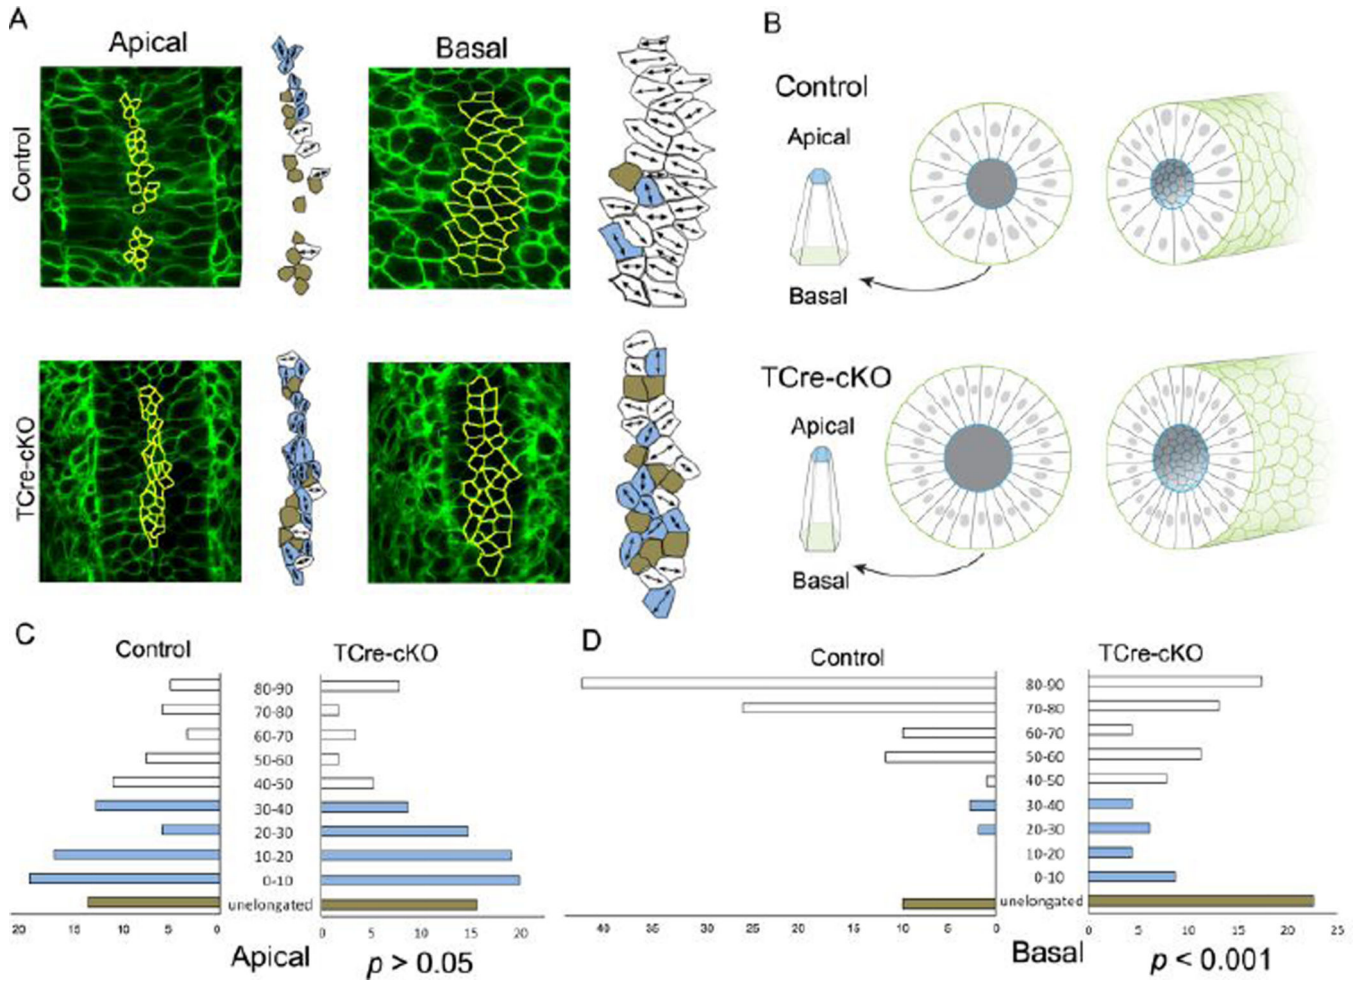 A
Apical
Basal
Control
TCre-cKO
B
Control
Apical
Basal
TCre-cKO
Apical
Basal
C
Control
TCre-cKO
80-90
70-80
60-70
50-60
40-50
30-40
20-30
10-20
0-10
unelongated
20 15 10 5 0
0 5 10 15 20
Apical
p > 0.05
D
Control
TCre-cKO
80-90
70-80
60-70
50-60
40-50
30-40
20-30
10-20
0-10
unelongated
40 35 30 20 15 10 5 0
0 5 10 15 20 25
Basal
p < 0.001